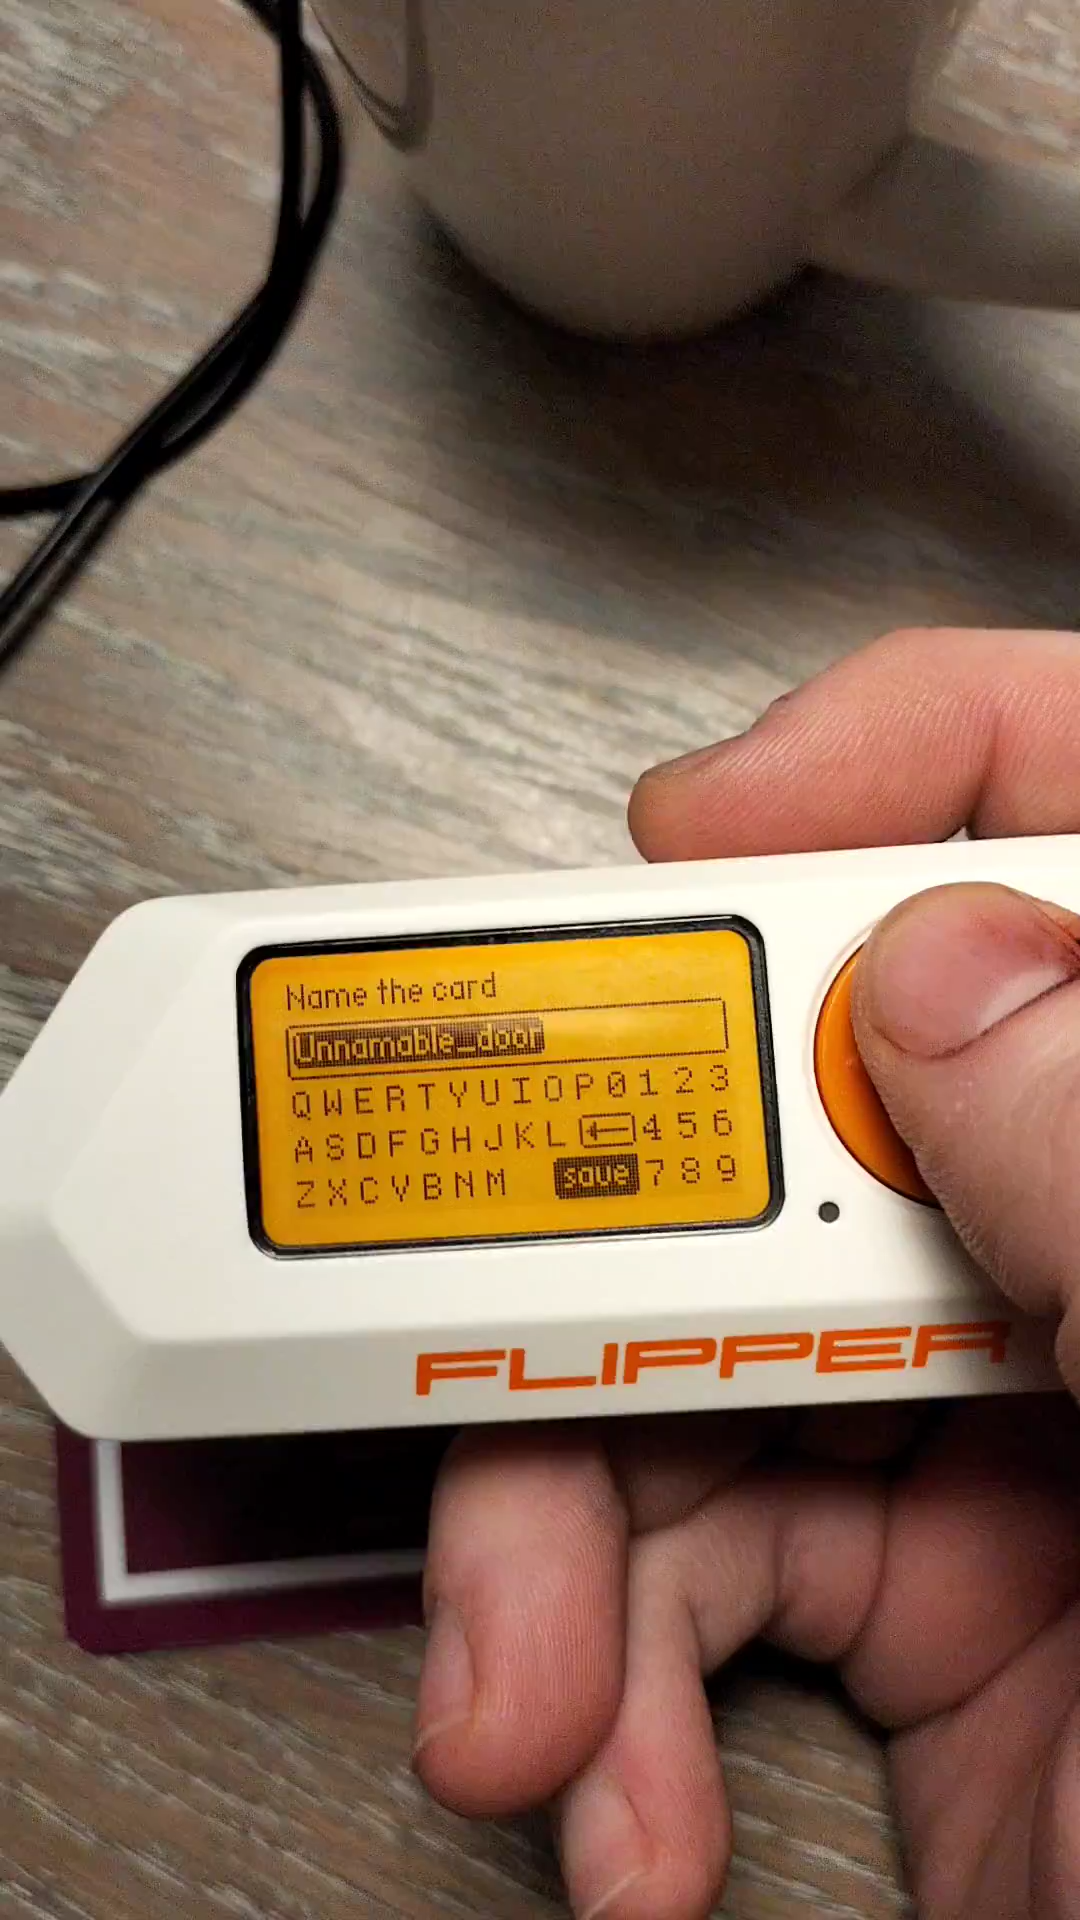 Name the card
Unnamable_door
QWERTYUIOP0123
ASDFGHJKL456
ZXCVBNM save 789
FLIPPER